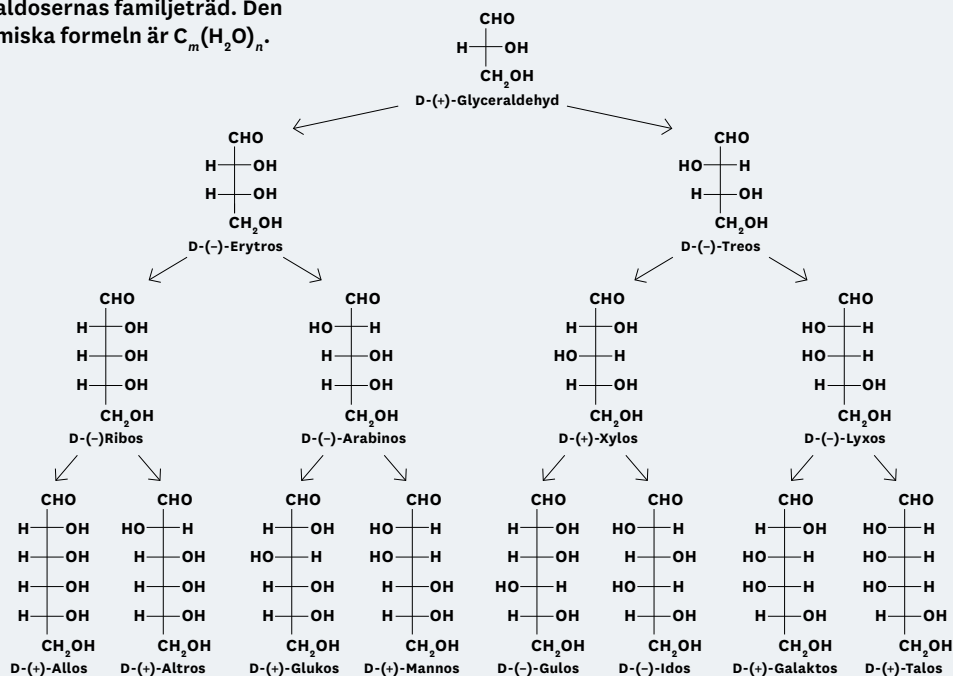 aldosernas familjeträd. Den
miska formeln är Cm(H2O)n.
CHO
H OH
CH2OH
D-(+)-Glyceraldehyd
CHO CHO
H OH HO H
H OH H OH
CH2OH CH2OH
D-(–)-Erytros D-(–)-Treos
CHO CHO CHO CHO
H OH HO H H OH HO H
H OH H OH HO H HO H
H OH H OH H OH H OH
CH2OH CH2OH CH2OH CH2OH
D-(–)Ribos D-(–)-Arabinos D-(+)-Xylos D-(–)-Lyxos
CHO CHO CHO CHO CHO CHO CHO CHO
H OH HO H H OH HO H H OH HO H H OH HO H
H OH H OH HO H HO H H OH H OH HO H HO H
H OH H OH H OH H OH HO H HO H HO H HO H
H OH H OH H OH H OH H OH H OH H OH H OH
CH2OH CH2OH CH2OH CH2OH CH2OH CH2OH CH2OH CH2OH
D-(+)-Allos D-(+)-Altros D-(+)-Glukos D-(+)-Mannos D-(–)-Gulos D-(–)-Idos D-(+)-Galaktos D-(+)-Talos